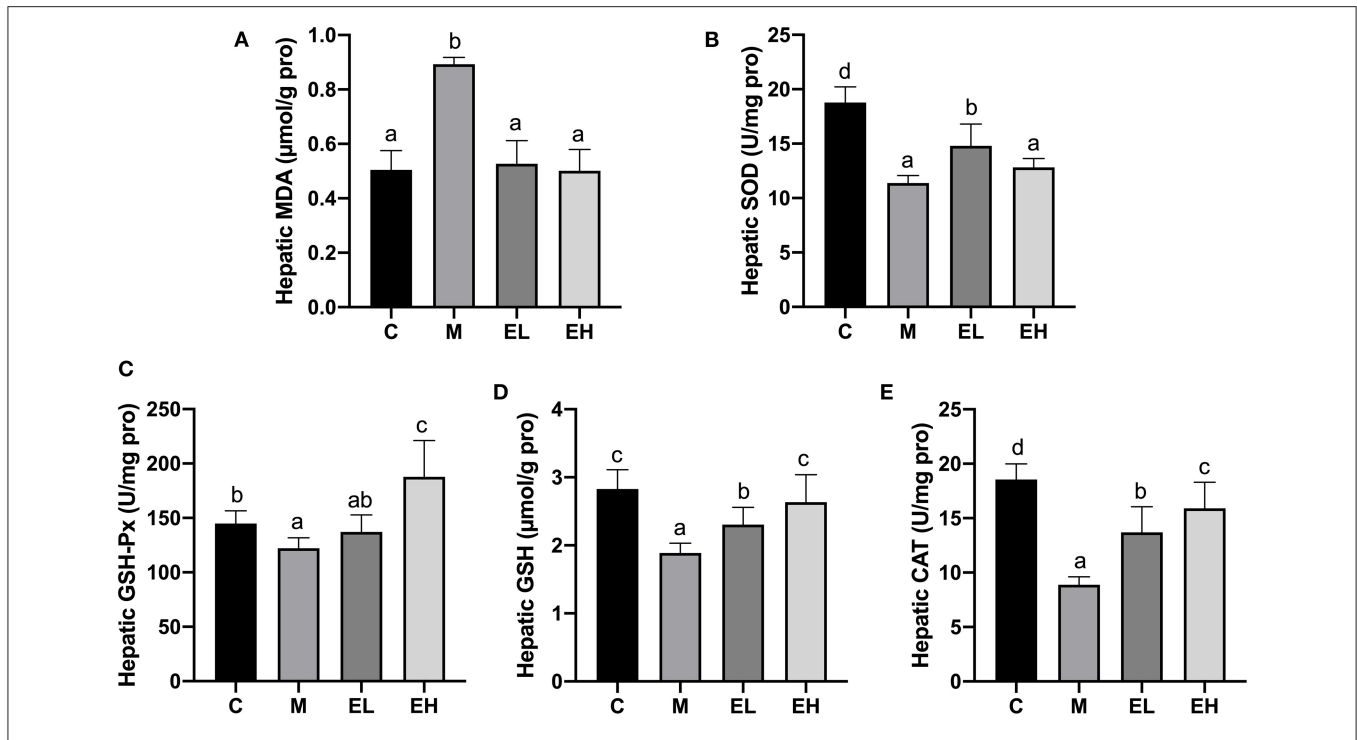 A
Hepatic MDA (μmol/g pro)
1.0
0.8
0.6
0.4
0.2
0.0
a
b
a
a
C M EL EH
B
Hepatic SOD (U/mg pro)
25
20
15
10
5
0
d
a
b
a
C M EL EH
C
Hepatic GSH-Px (U/mg pro)
250
200
150
100
50
0
b
a
ab
c
C M EL EH
D
Hepatic GSH (μmol/g pro)
4
3
2
1
0
c
a
b
c
C M EL EH
E
Hepatic CAT (U/mg pro)
25
20
15
10
5
0
d
a
b
c
C M EL EH